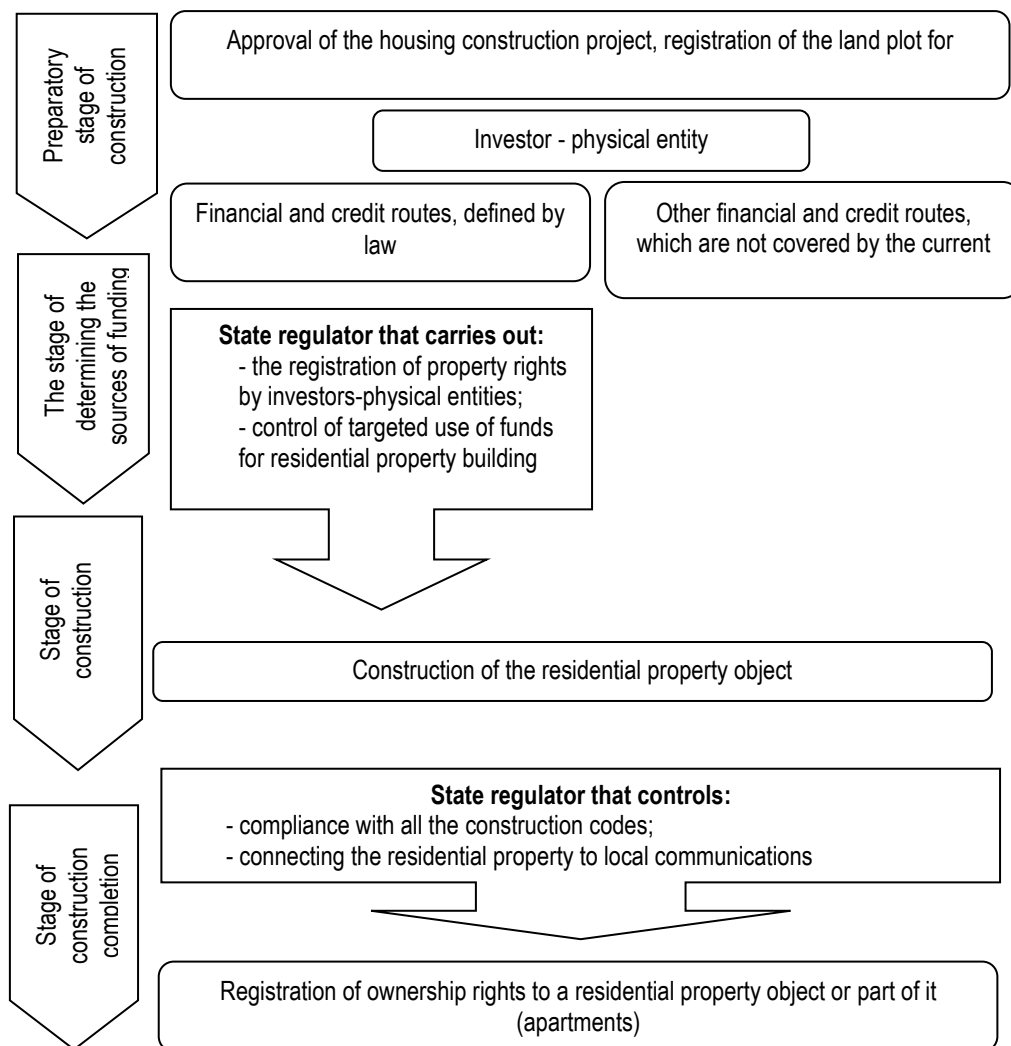 Preparatory
stage of
construction
Approval of the housing construction project, registration of the land plot for
Investor - physical entity
Financial and credit routes, defined by
law
Other financial and credit routes,
which are not covered by the current
The stage of
determining the
sources of funding
State regulator that carries out:
- the registration of property rights
by investors-physical entities;
- control of targeted use of funds
for residential property building
Stage of
construction
Construction of the residential property object
State regulator that controls:
- compliance with all the construction codes;
- connecting the residential property to local communications
Stage of
construction
completion
Registration of ownership rights to a residential property object or part of it
(apartments)